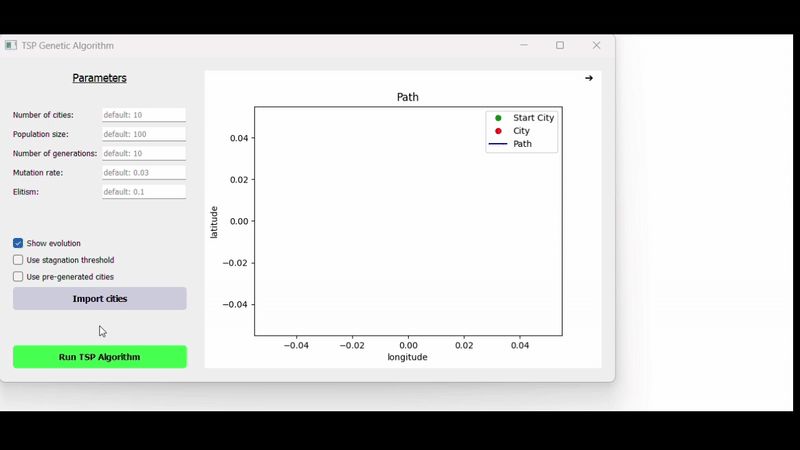 TSP Genetic Algorithm
Parameters
Number of cities: default: 10
Population size: default: 100
Number of generations: default: 10
Mutation rate: default: 0.03
Elitism: default: 0.1
Show evolution
Use stagnation threshold
Use pre-generated cities
Import cities
Run TSP Algorithm
→
Path
Start City
City
Path
0.04
0.02
0.00
−0.02
−0.04
latitude
−0.04 −0.02 0.00 0.02 0.04
longitude